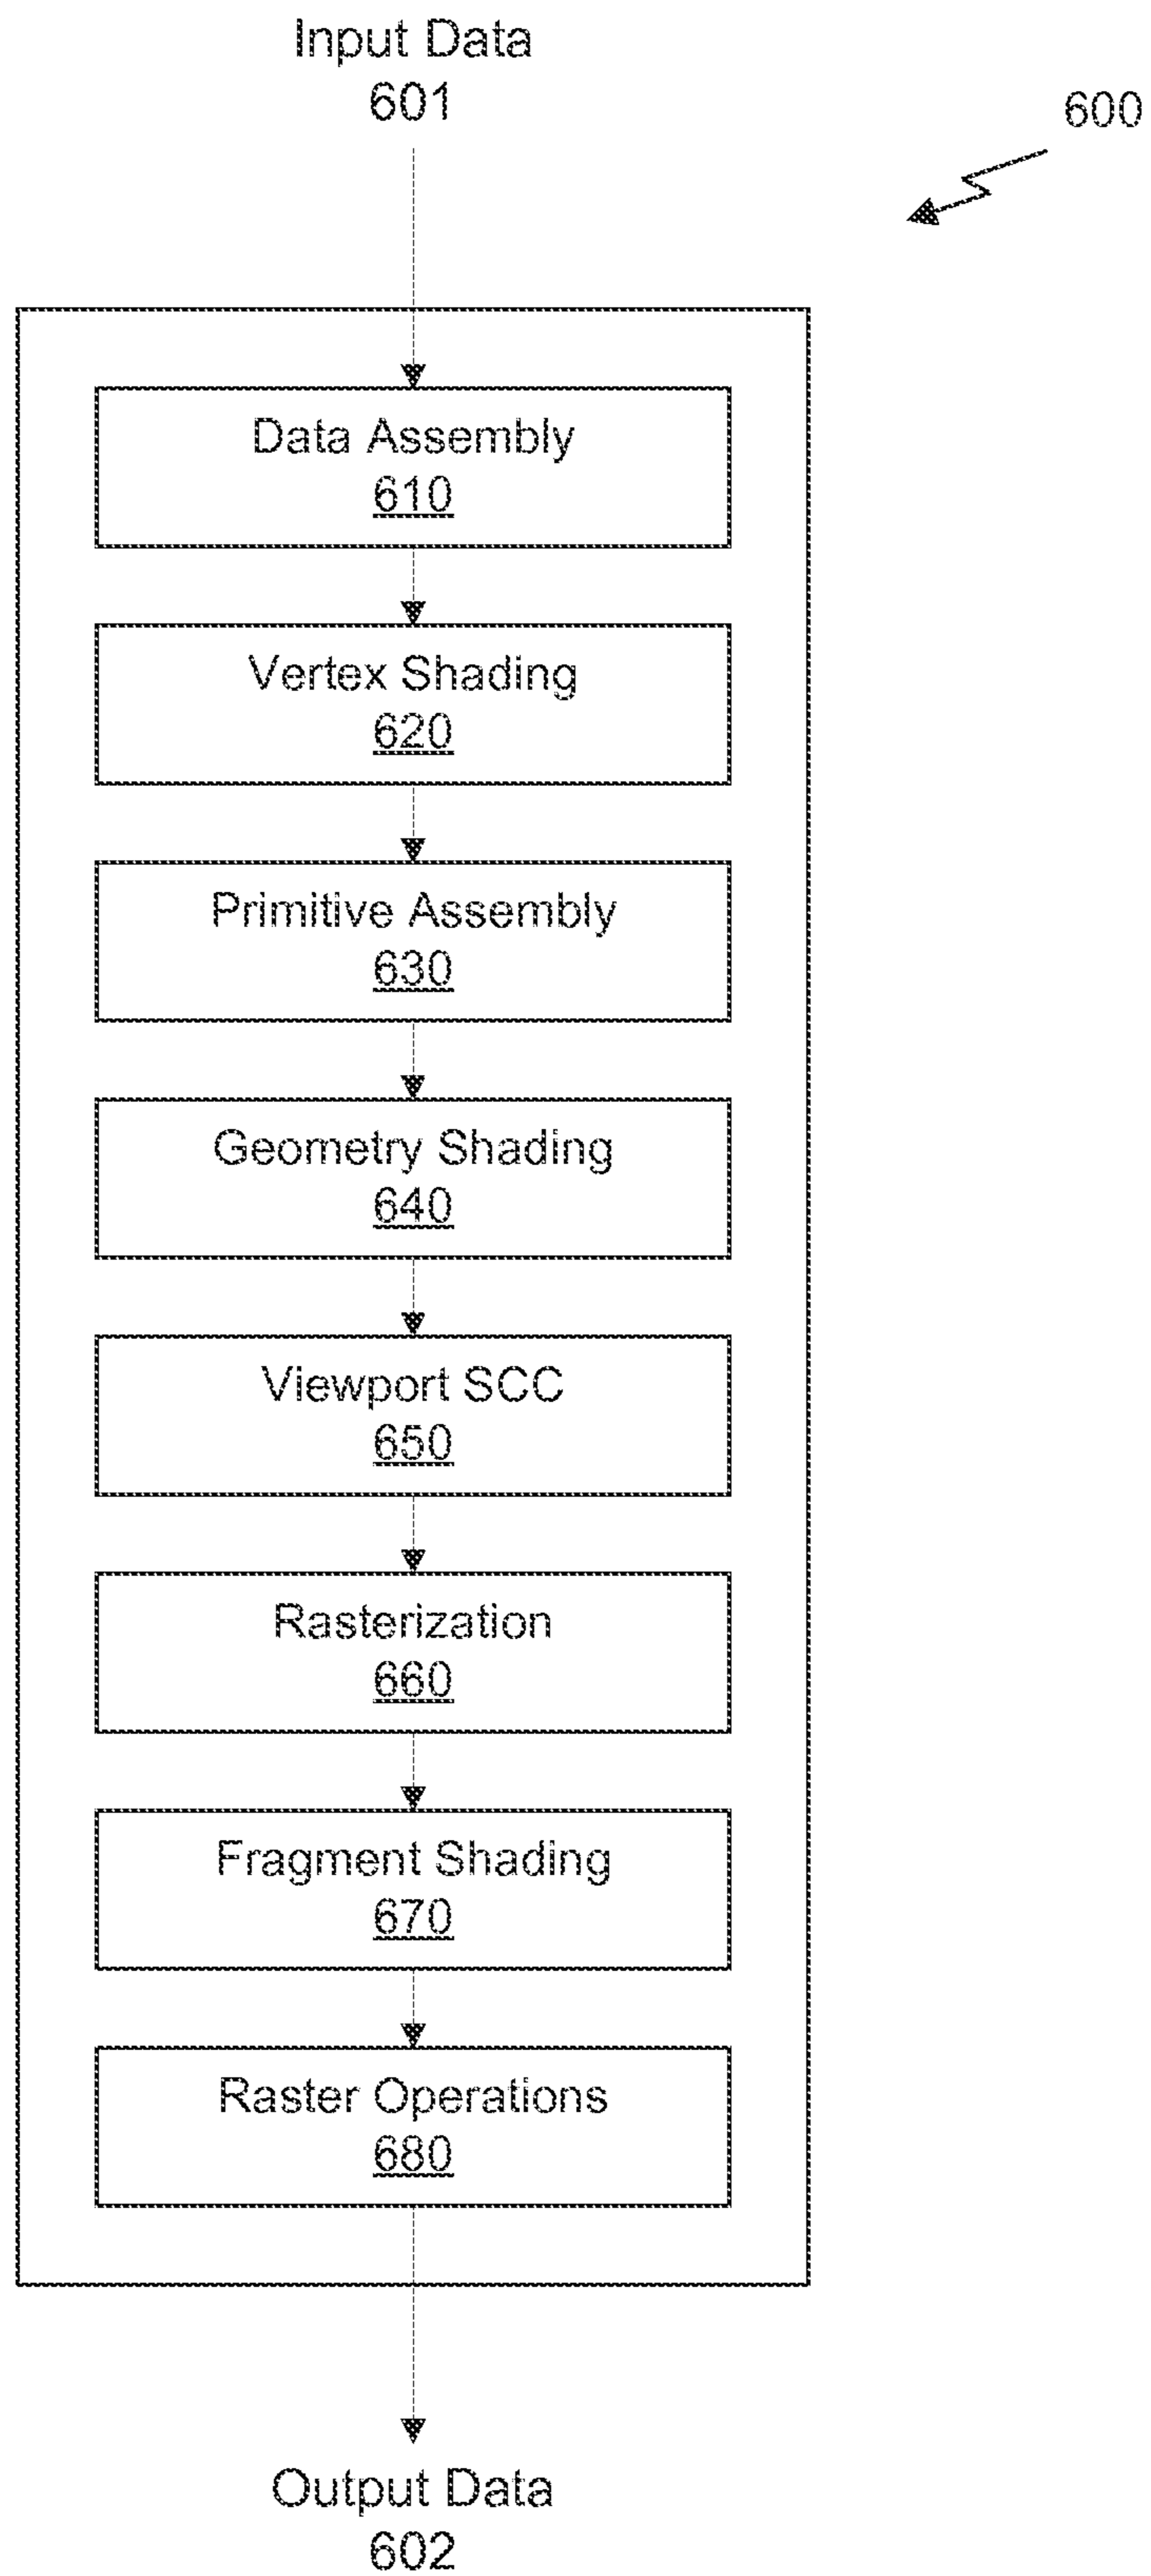 Input Data
601
600
Data Assembly
610
Vertex Shading
620
Primitive Assembly
630
Geometry Shading
640
Viewport SCC
650
Rasterization
660
Fragment Shading
670
Raster Operations
680
Output Data
602